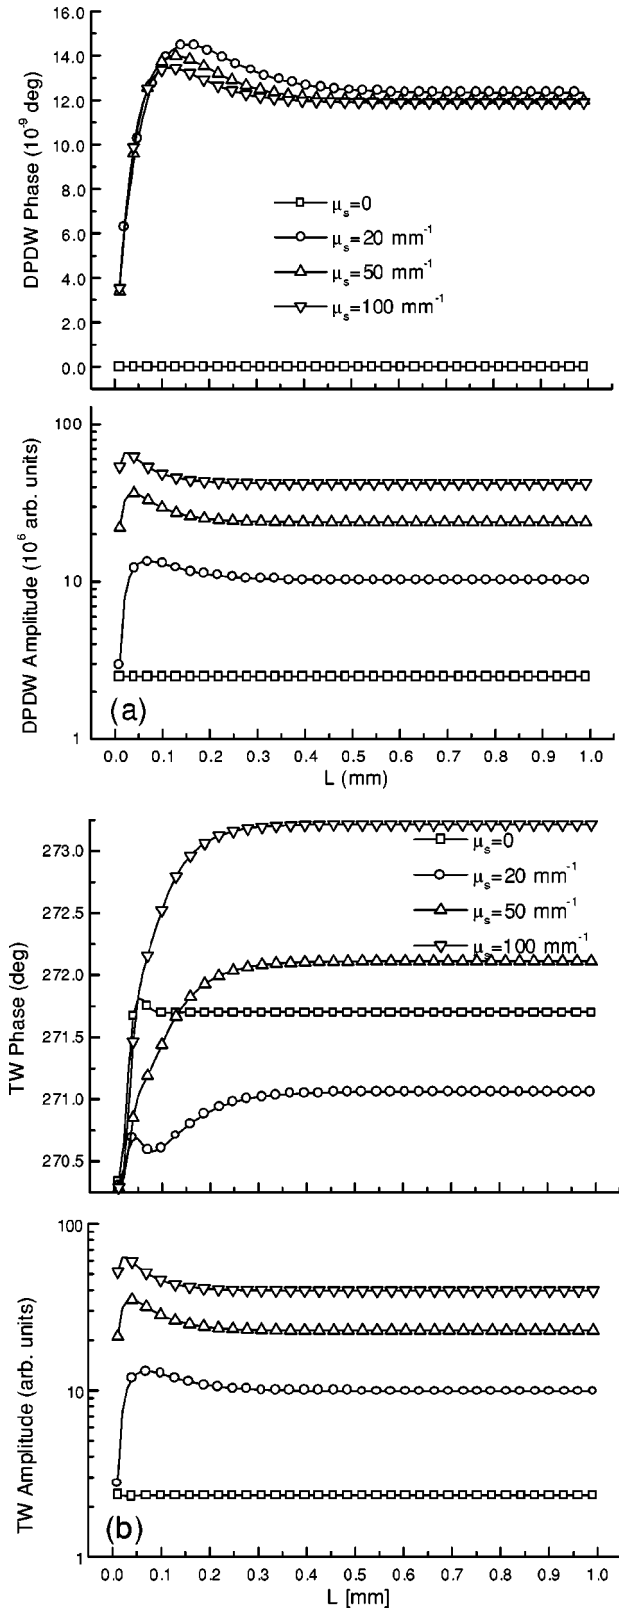 16.0
14.0
12.0
10.0
8.0
6.0
4.0
2.0
0.0
DPDW Phase (10⁻⁹ deg)
μₛ=0
μₛ=20 mm⁻¹
μₛ=50 mm⁻¹
μₛ=100 mm⁻¹
100
10
1
DPDW Amplitude (10⁶ arb. units)
(a)
0.0 0.1 0.2 0.3 0.4 0.5 0.6 0.7 0.8 0.9 1.0
L (mm)
273.0
272.5
272.0
271.5
271.0
270.5
TW Phase (deg)
μₛ=0
μₛ=20 mm⁻¹
μₛ=50 mm⁻¹
μₛ=100 mm⁻¹
100
10
1
TW Amplitude (arb. units)
(b)
0.0 0.1 0.2 0.3 0.4 0.5 0.6 0.7 0.8 0.9 1.0
L [mm]